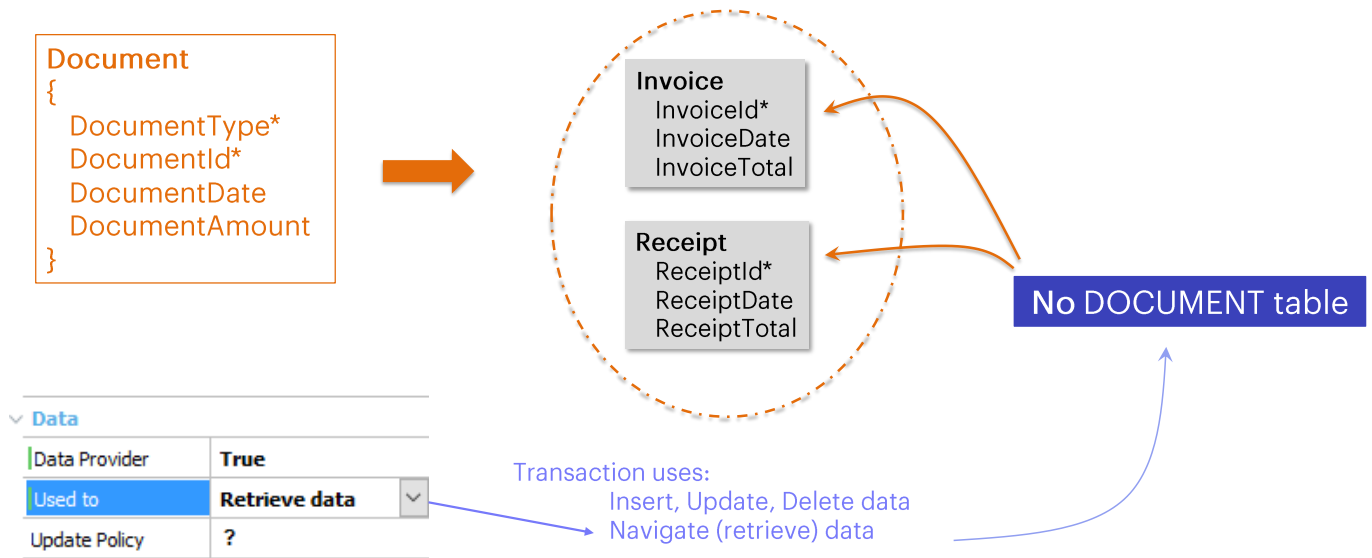 Document
{
DocumentType*
DocumentId*
DocumentDate
DocumentAmount
}
Invoice
InvoiceId*
InvoiceDate
InvoiceTotal
Receipt
ReceiptId*
ReceiptDate
ReceiptTotal
No DOCUMENT table
Data
Data Provider True
Used to Retrieve data
Update Policy ?
Transaction uses:
Insert, Update, Delete data
Navigate (retrieve) data